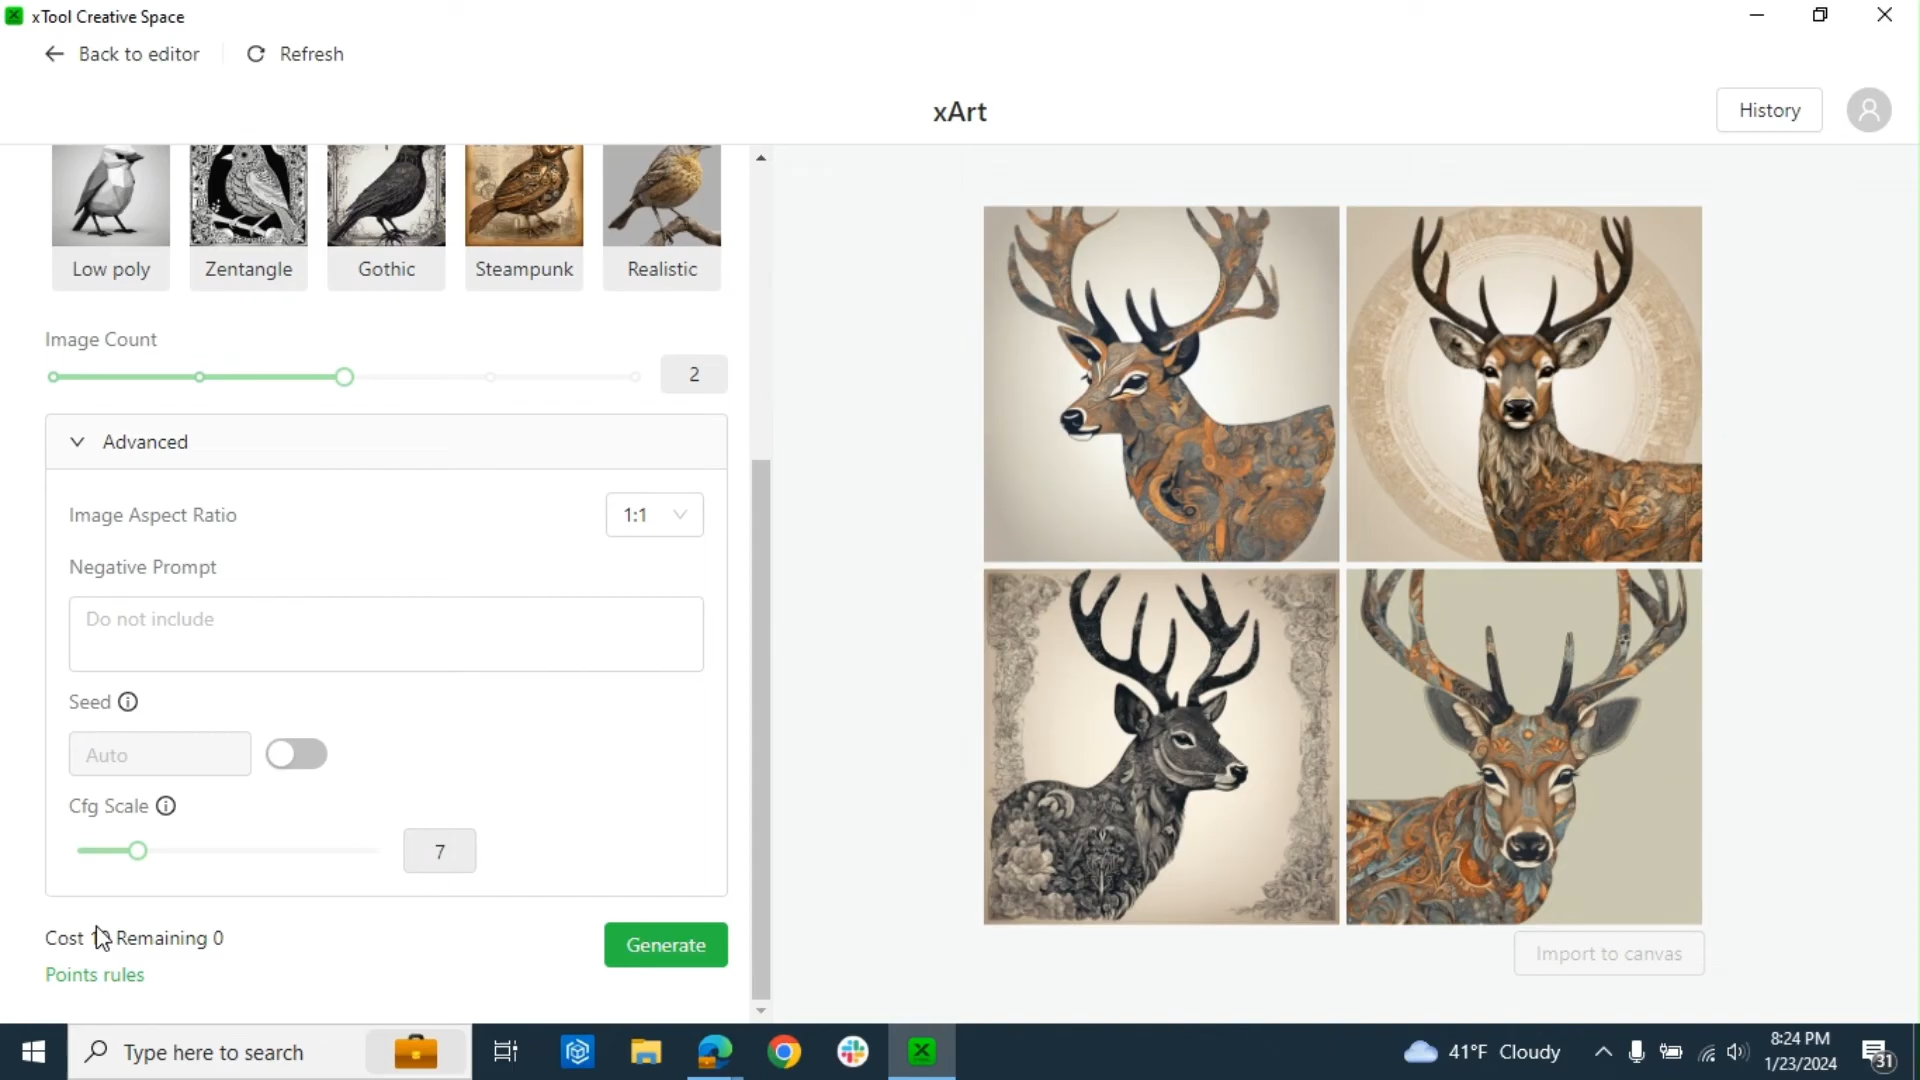 xTool Creative Space
Back to editor
Refresh
xArt
History
Low poly
Zentangle
Gothic
Steampunk
Realistic
Image Count
2
Advanced
Image Aspect Ratio
1:1
Negative Prompt
Do not include
Seed
Auto
Cfg Scale
7
Cost Remaining 0
Generate
Points rules
Import to canvas
Type here to search
41°F Cloudy
8:24 PM
1/23/2024
31